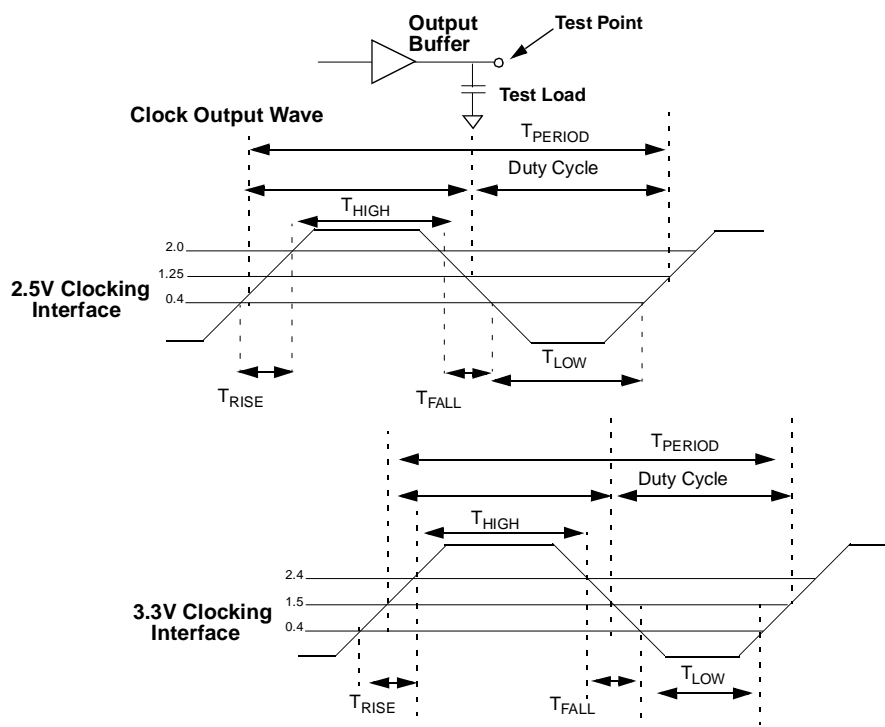 Output
Buffer
Test Point
Test Load
Clock Output Wave
TPERIOD
Duty Cycle
THIGH
2.0
1.25
0.4
2.5V Clocking
Interface
TLOW
TRISE
TFALL
TPERIOD
Duty Cycle
THIGH
2.4
1.5
0.4
3.3V Clocking
Interface
TLOW
TRISE
TFALL